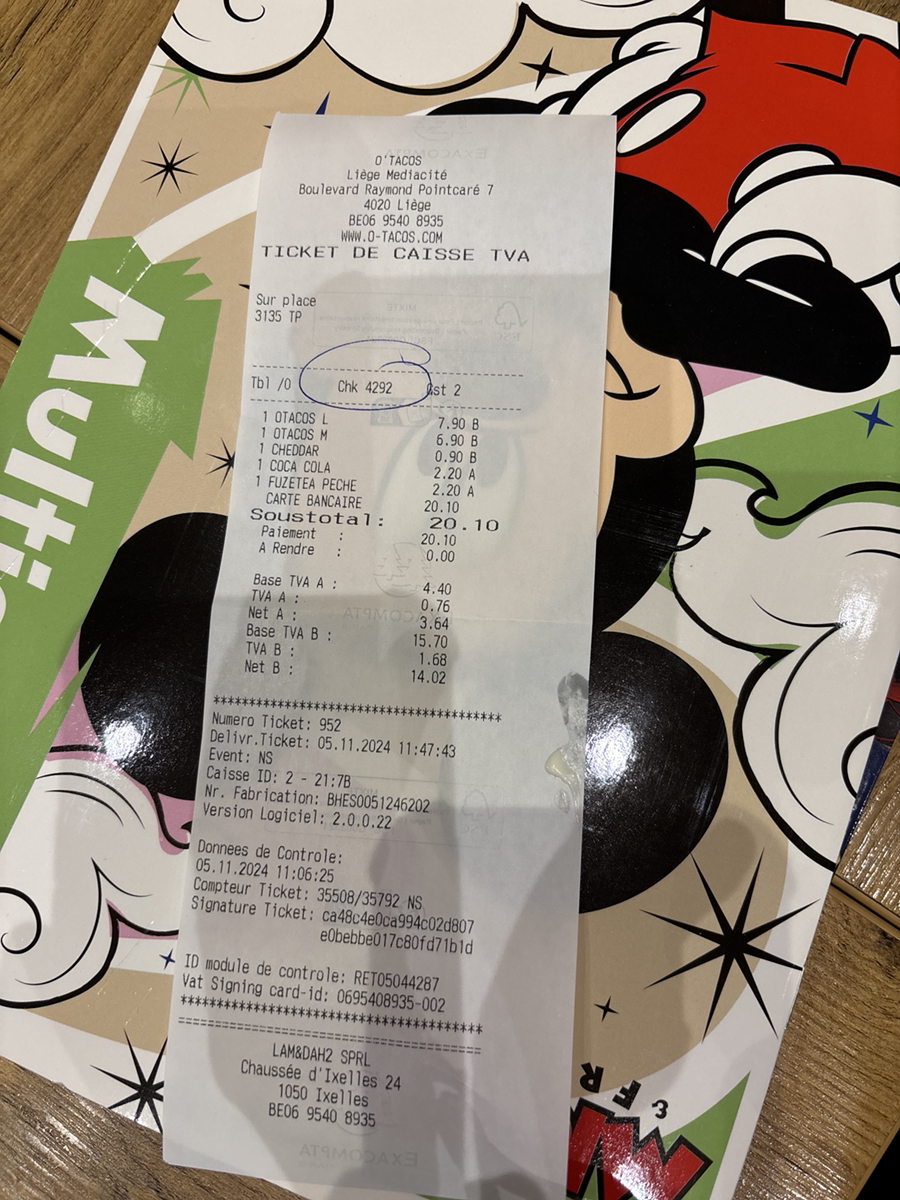 O'TACOS
Liège Mediacité
Boulevard Raymond Pointcaré 7
4020 Liège
BE06 9540 8935
WWW.O-TACOS.COM
TICKET DE CAISSE TVA
Sur place
3135 TP
Tbl /0 Chk 4292 Gst 2
1 OTACOS L 7.90 B
1 OTACOS M 6.90 B
1 CHEDDAR 0.90 B
1 COCA COLA 2.20 A
1 FUZETEA PECHE 2.20 A
CARTE BANCAIRE 20.10
Soustotal: 20.10
Paiement : 20.10
A Rendre : 0.00
Base TVA A : 4.40
TVA A : 0.76
Net A : 3.64
Base TVA B : 15.70
TVA B : 1.68
Net B : 14.02
****************************************
Numero Ticket: 952
Delivr.Ticket: 05.11.2024 11:47:43
Event: NS
Caisse ID: 2 - 21:7B
Nr. Fabrication: BHES0051246202
Version Logiciel: 2.0.0.22
Donnees de Controle:
05.11.2024 11:06:25
Compteur Ticket: 35508/35792 NS
Signature Ticket: ca48c4e0ca994c02d807
e0bebbe017c80fd71b1d
ID module de controle: RET05044287
Vat Signing card-id: 0695408935-002
****************************************
========================================
LAM&DAH2 SPRL
Chaussée d'Ixelles 24
1050 Ixelles
BE06 9540 8935
EXACOMPTA
MIXTE
FSC
Multi